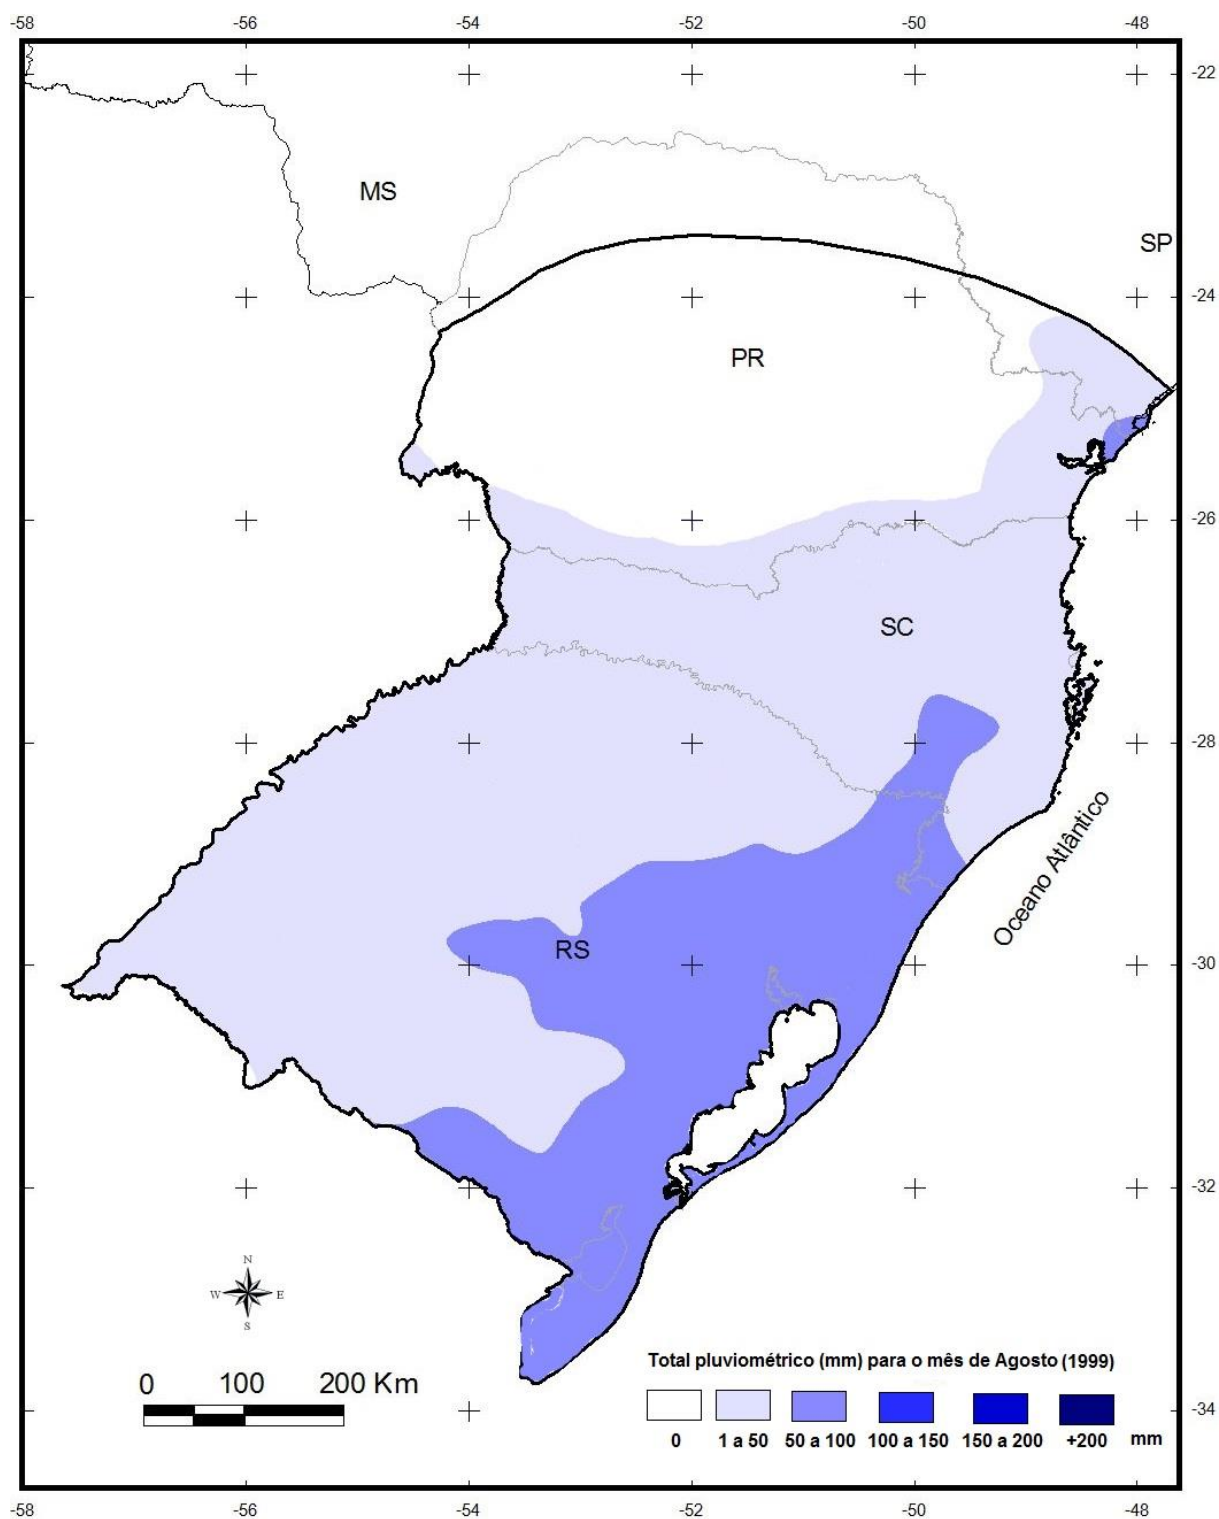 -58 -56 -54 -52 -50 -48
-22
MS
SP
-24
PR
-26
SC
-28
Oceano Atlântico
RS
-30
-32
N
W E
S
Total pluviométrico (mm) para o mês de Agosto (1999)
0 100 200 Km
-34
0 1 a 50 50 a 100 100 a 150 150 a 200 +200 mm
-58 -56 -54 -52 -50 -48